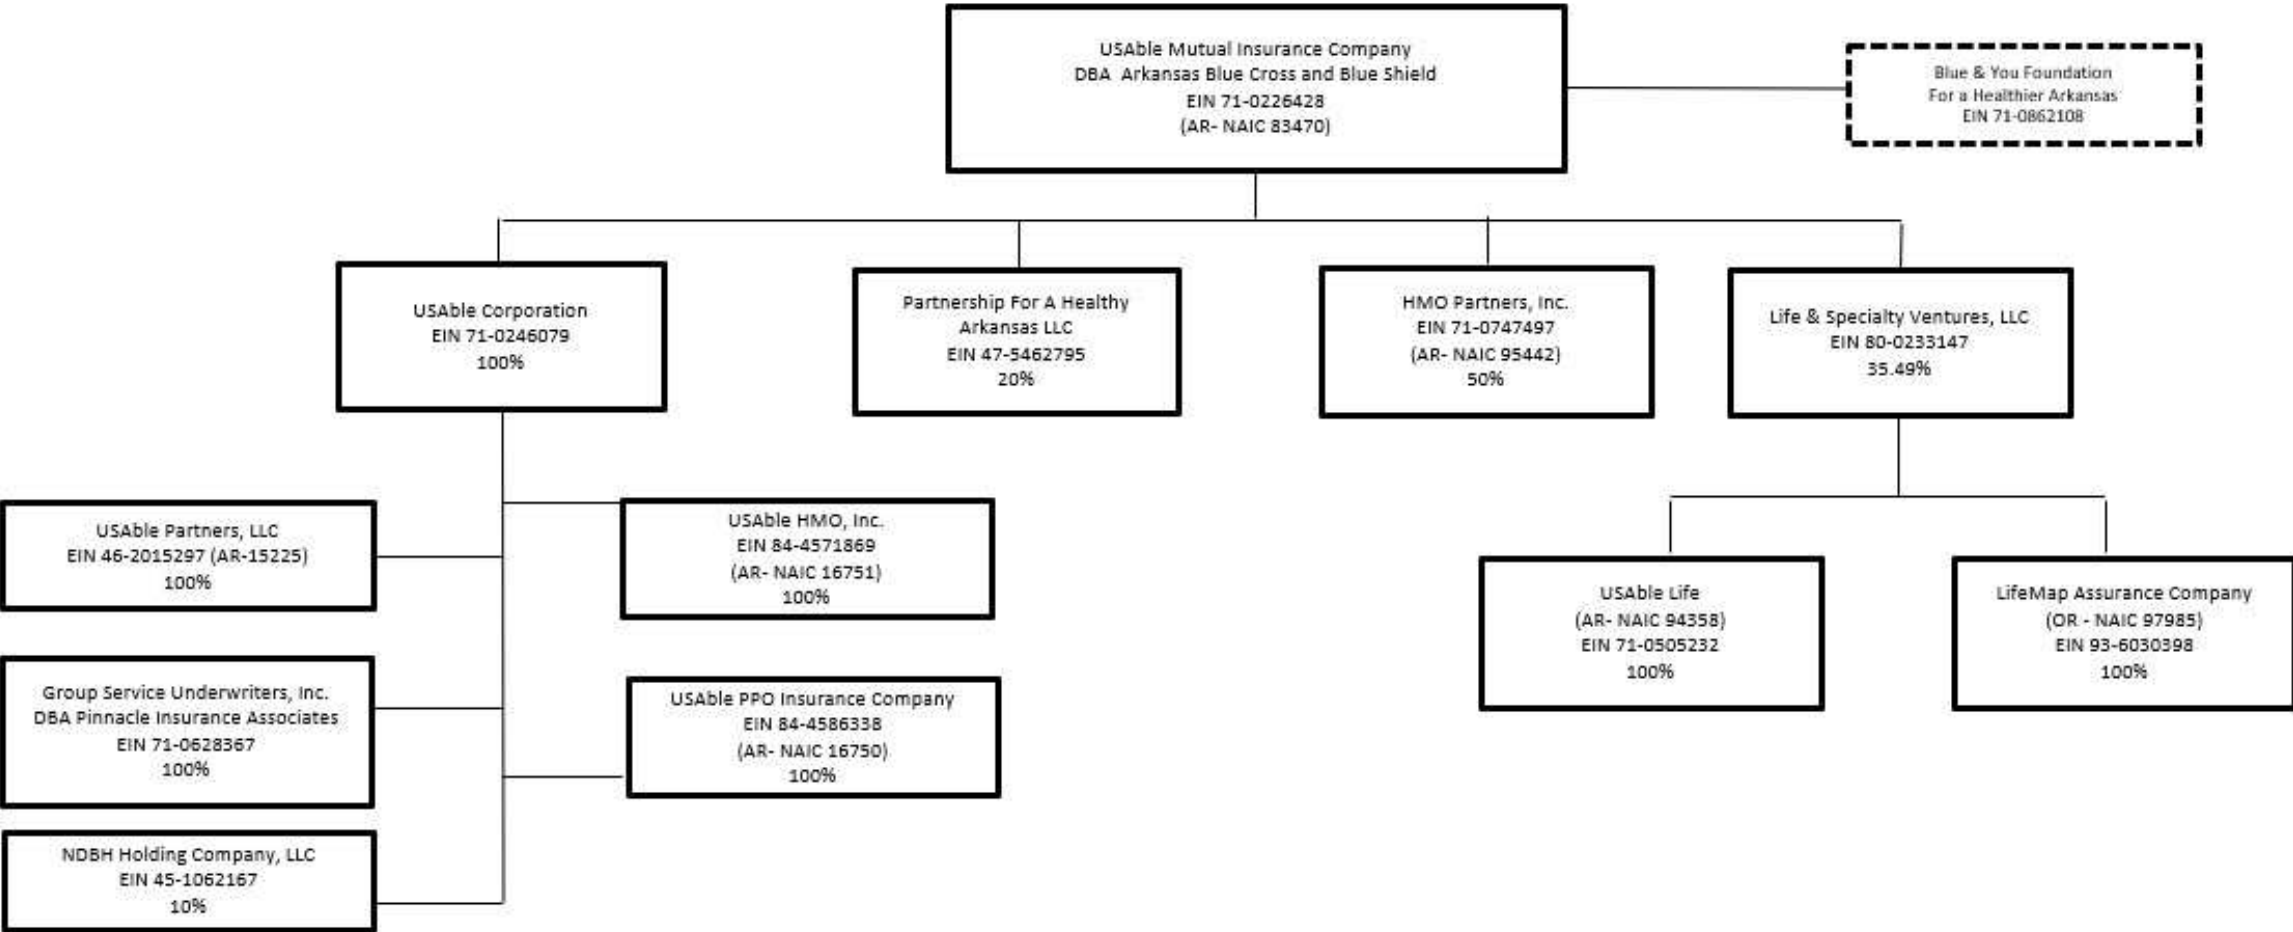 USAble Mutual Insurance Company
DBA Arkansas Blue Cross and Blue Shield
EIN 71-0226428
(AR- NAIC 83470)
Blue & You Foundation
For a Healthier Arkansas
EIN 71-0862108
USAble Corporation
EIN 71-0246079
100%
Partnership For A Healthy
Arkansas LLC
EIN 47-5462795
20%
HMO Partners, Inc.
EIN 71-0747497
(AR- NAIC 95442)
50%
Life & Specialty Ventures, LLC
EIN 80-0233147
35.49%
USAble Partners, LLC
EIN 46-2015297 (AR-15225)
100%
USAble HMO, Inc.
EIN 84-4571869
(AR- NAIC 16751)
100%
USAble Life
(AR- NAIC 94358)
EIN 71-0505232
100%
LifeMap Assurance Company
(OR - NAIC 97985)
EIN 93-6030398
100%
Group Service Underwriters, Inc.
DBA Pinnacle Insurance Associates
EIN 71-0628367
100%
USAble PPO Insurance Company
EIN 84-4586338
(AR- NAIC 16750)
100%
NDBH Holding Company, LLC
EIN 45-1062167
10%